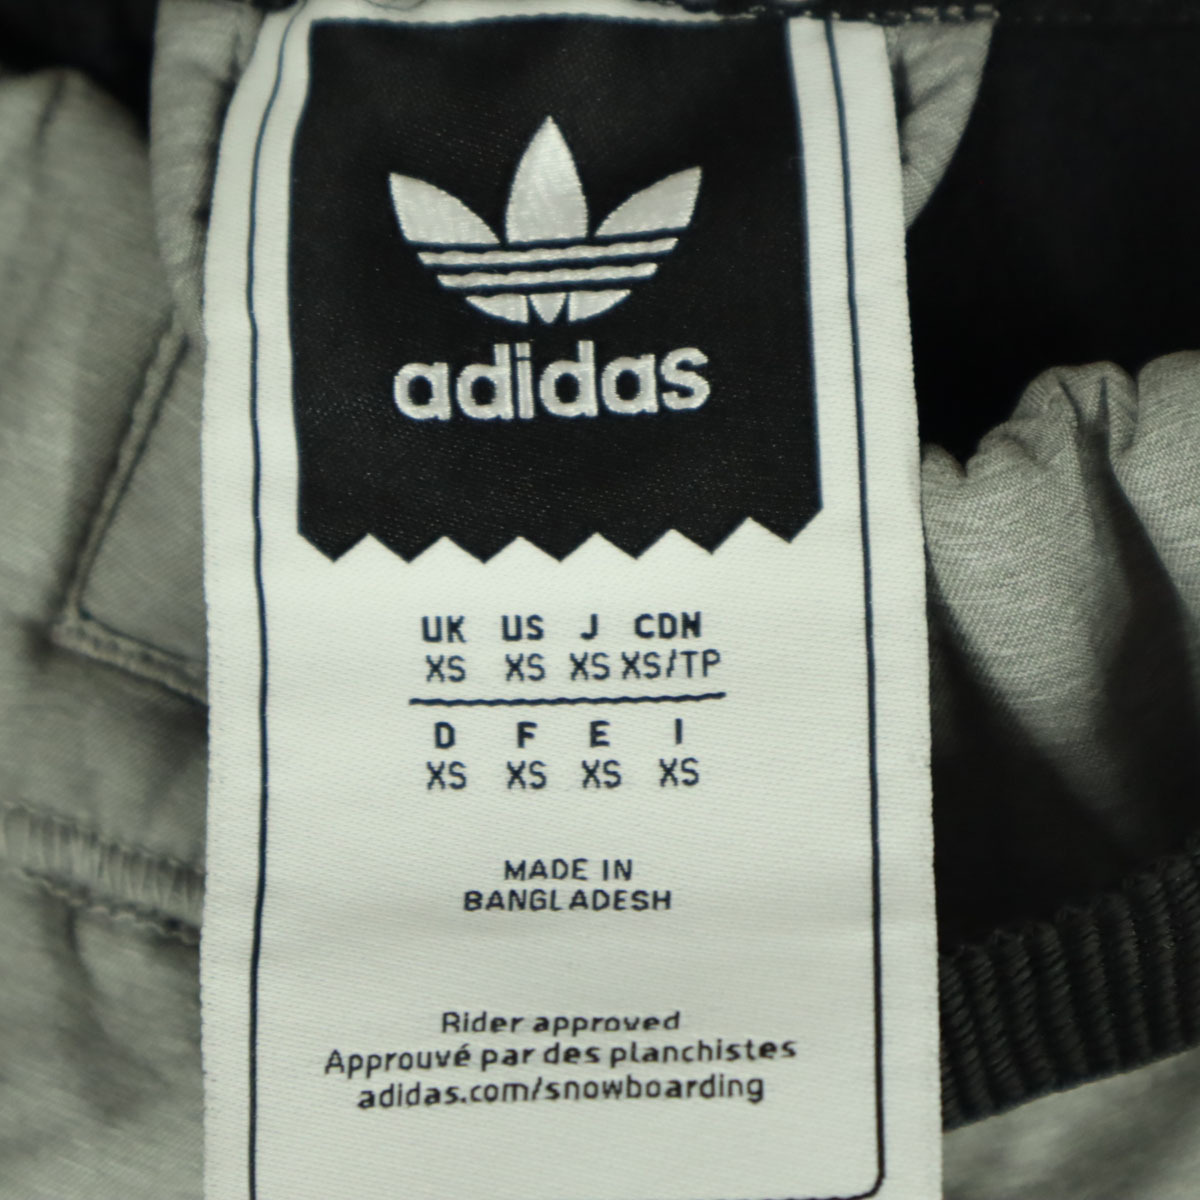 adidas
UK US J CDN
XS XS XS XS/TP
D F E I
XS XS XS XS
MADE IN
BANGLADESH
Rider approved
Approuvé par des planchistes
adidas.com/snowboarding